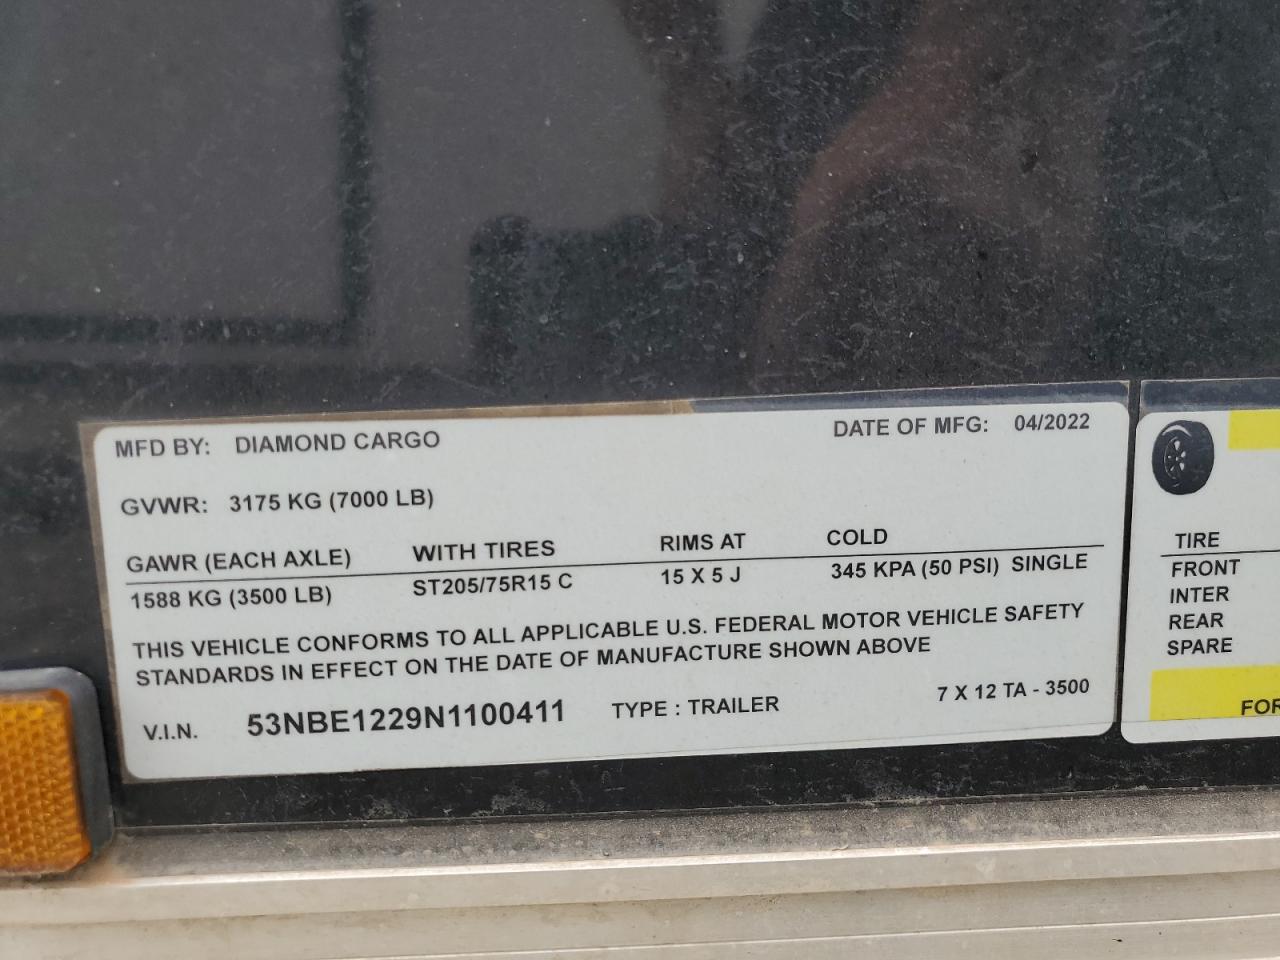 MFD BY: DIAMOND CARGO DATE OF MFG: 04/2022
GVWR: 3175 KG (7000 LB)
GAWR (EACH AXLE) WITH TIRES RIMS AT COLD
1588 KG (3500 LB) ST205/75R15 C 15 X 5 J 345 KPA (50 PSI) SINGLE
THIS VEHICLE CONFORMS TO ALL APPLICABLE U.S. FEDERAL MOTOR VEHICLE SAFETY
STANDARDS IN EFFECT ON THE DATE OF MANUFACTURE SHOWN ABOVE
V.I.N. 53NBE1229N1100411 TYPE : TRAILER 7 X 12 TA - 3500
TIRE
FRONT
INTER
REAR
SPARE
FOR